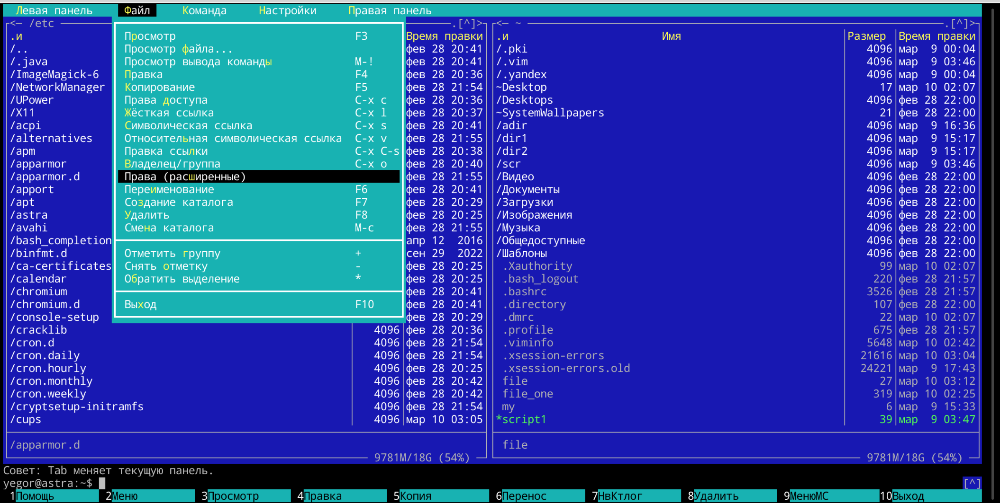 Левая панель Файл Команда Настройки Правая панель
<─ /etc .[^]> <─ ~ .[^]>
.и Время правки .и Имя Размер Время правки
/.. Просмотр F3
/.. Просмотр файла... фев 28 20:41 /.pki 4096 мар 9 00:04
/.java Просмотр вывода команды M-! фев 28 20:41 /.vim 4096 мар 9 03:46
/ImageMagick-6 Правка F4 фев 28 20:36 /.yandex 4096 мар 9 00:04
/NetworkManager Копирование F5 фев 28 21:54 ~Desktop 17 мар 10 02:07
/UPower Права доступа C-x c фев 28 20:36 /Desktops 4096 фев 28 22:00
/X11 Жёсткая ссылка C-x l фев 28 20:37 ~SystemWallpapers 21 фев 28 22:00
/acpi Символическая ссылка C-x s фев 28 20:41 /adir 4096 мар 9 16:36
/alternatives Относительная символическая ссылка C-x v фев 28 21:55 /dir1 4096 мар 9 15:17
/apm Правка ссылки C-x C-s фев 28 20:38 /dir2 4096 мар 9 15:17
/apparmor Владелец/группа C-x o фев 28 20:40 /scr 4096 мар 9 03:46
/apparmor.d Права (расширенные) фев 28 21:55 /Видео 4096 фев 28 22:00
/apport Переименование F6 фев 28 20:41 /Документы 4096 фев 28 22:00
/apt Создание каталога F7 фев 28 20:29 /Загрузки 4096 фев 28 22:00
/astra Удалить F8 фев 28 20:25 /Изображения 4096 фев 28 22:00
/avahi Смена каталога M-c фев 28 21:55 /Музыка 4096 фев 28 22:00
/bash_completion апр 12 2016 /Общедоступные 4096 фев 28 22:00
/binfmt.d Отметить группу + сен 29 2022 /Шаблоны 4096 фев 28 22:00
/ca-certificates Снять отметку - фев 28 20:25 .Xauthority 99 мар 10 02:07
/calendar Обратить выделение * фев 28 20:25 .bash_logout 220 фев 28 21:57
/chromium фев 28 20:41 .bashrc 3526 фев 28 21:57
/chromium.d Выход F10 фев 28 20:41 .directory 107 фев 28 22:00
/console-setup фев 28 20:29 .dmrc 22 мар 10 02:07
/cracklib 4096 фев 28 20:36 .profile 675 фев 28 21:57
/cron.d 4096 фев 28 21:54 .viminfo 5648 мар 10 02:42
/cron.daily 4096 фев 28 21:54 .xsession-errors 21616 мар 10 03:04
/cron.hourly 4096 фев 28 20:25 .xsession-errors.old 24221 мар 9 17:43
/cron.monthly 4096 фев 28 20:42 file 27 мар 10 03:12
/cron.weekly 4096 фев 28 20:42 file_one 319 мар 10 02:25
/cryptsetup-initramfs 4096 фев 28 21:54 my 6 мар 9 15:33
/cups 4096 мар 10 03:05 *script1 39 мар 9 03:47
/apparmor.d file
9781M/18G (54%) 9781M/18G (54%)
Совет: Tab меняет текущую панель.
yegor@astra:~$ [^]
1Помощь 2Меню 3Просмотр 4Правка 5Копия 6Перенос 7НвКтлог 8Удалить 9МенюMC 10Выход